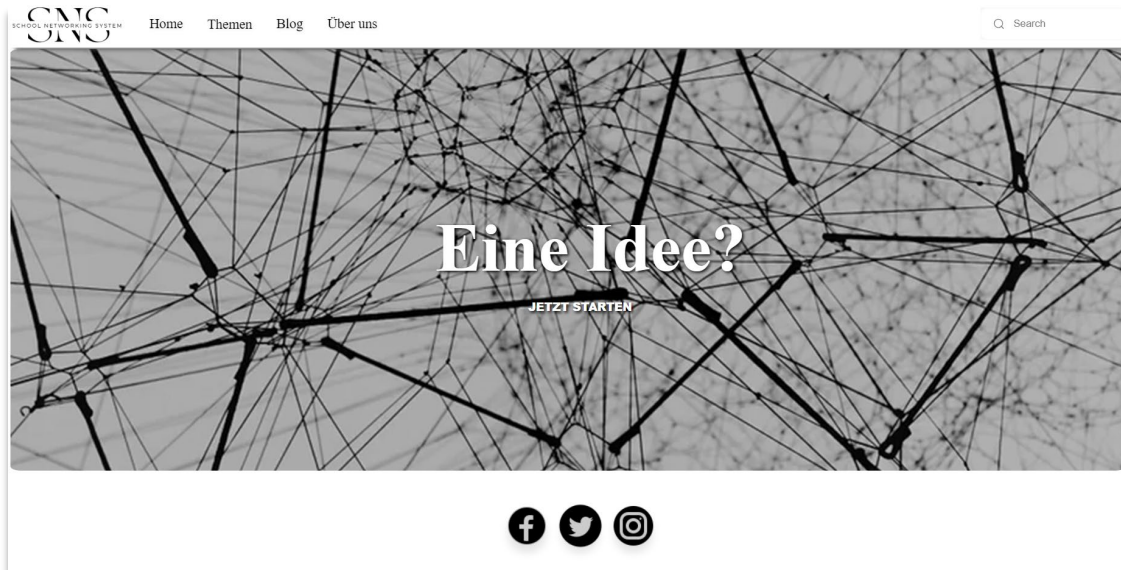 SNS
SCHOOL NETWORKING SYSTEM
Home Themen Blog Über uns
Search
Eine Idee?
JETZT STARTEN